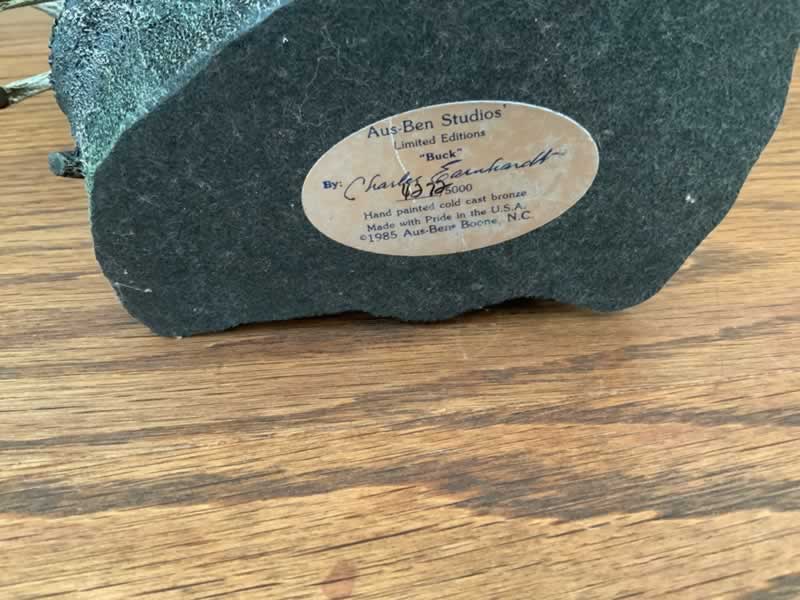 Aus-Ben Studios'
Limited Editions
"Buck"
By: Charles Earnhardt
5000
Hand painted cold cast bronze
Made with Pride in the U.S.A.
©1985 Aus-Ben® Boone, N.C.